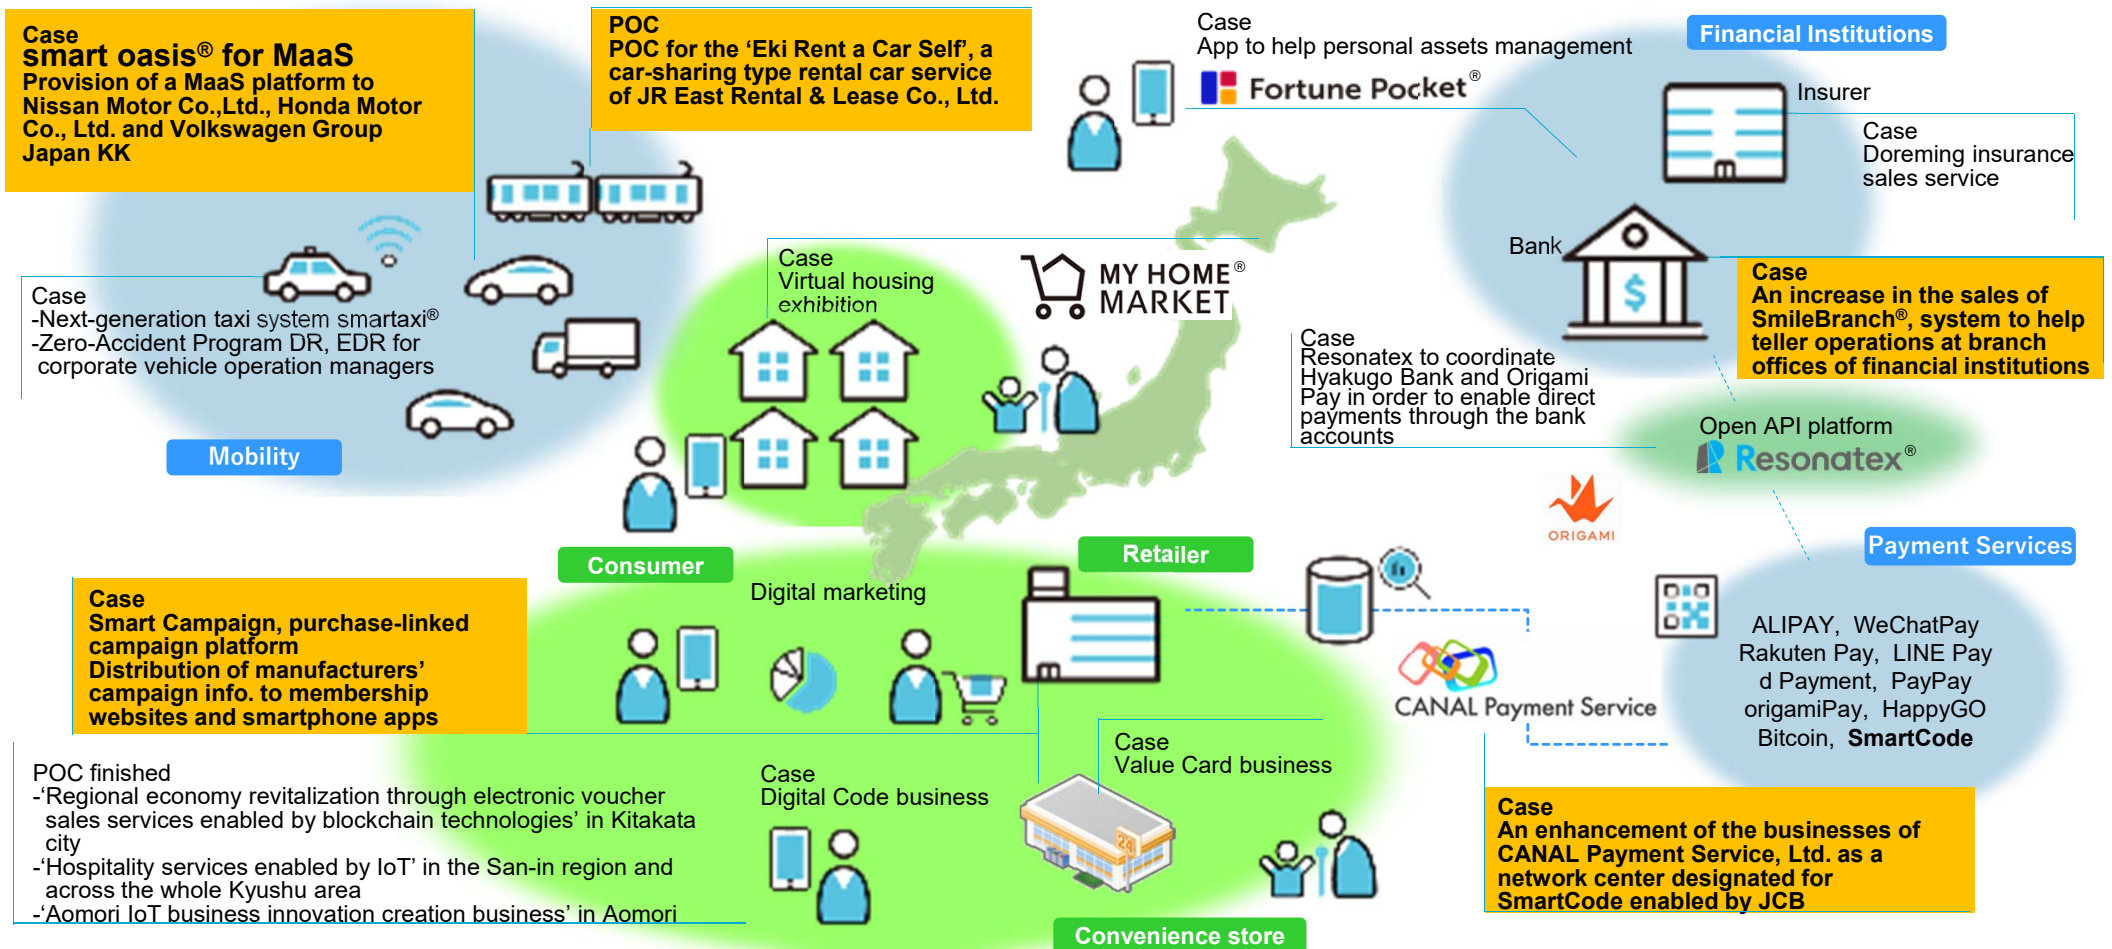 Case
smart oasis® for MaaS
Provision of a MaaS platform to
Nissan Motor Co.,Ltd., Honda Motor
Co., Ltd. and Volkswagen Group
Japan KK
POC
POC for the ‘Eki Rent a Car Self’, a
car-sharing type rental car service
of JR East Rental & Lease Co., Ltd.
Case
App to help personal assets management
Fortune Pocket®
Financial Institutions
Insurer
Case
Doreming insurance
sales service
Bank
Case
An increase in the sales of
SmileBranch®, system to help
teller operations at branch
offices of financial institutions
Case
Virtual housing
exhibition
MY HOME®
MARKET
Case
-Next-generation taxi system smartaxi®
-Zero-Accident Program DR, EDR for
corporate vehicle operation managers
Mobility
Case
Resonatex to coordinate
Hyakugo Bank and Origami
Pay in order to enable direct
payments through the bank
accounts
Open API platform
Resonatex®
ORIGAMI
Payment Services
Consumer
Retailer
Digital marketing
Case
Smart Campaign, purchase-linked
campaign platform
Distribution of manufacturers’
campaign info. to membership
websites and smartphone apps
CANAL Payment Service
ALIPAY, WeChatPay
Rakuten Pay, LINE Pay
d Payment, PayPay
origamiPay, HappyGO
Bitcoin, SmartCode
Case
Value Card business
Case
Digital Code business
24
POC finished
-‘Regional economy revitalization through electronic voucher
sales services enabled by blockchain technologies’ in Kitakata
city
-‘Hospitality services enabled by IoT’ in the San-in region and
across the whole Kyushu area
-‘Aomori IoT business innovation creation business’ in Aomori
Case
An enhancement of the businesses of
CANAL Payment Service, Ltd. as a
network center designated for
SmartCode enabled by JCB
Convenience store